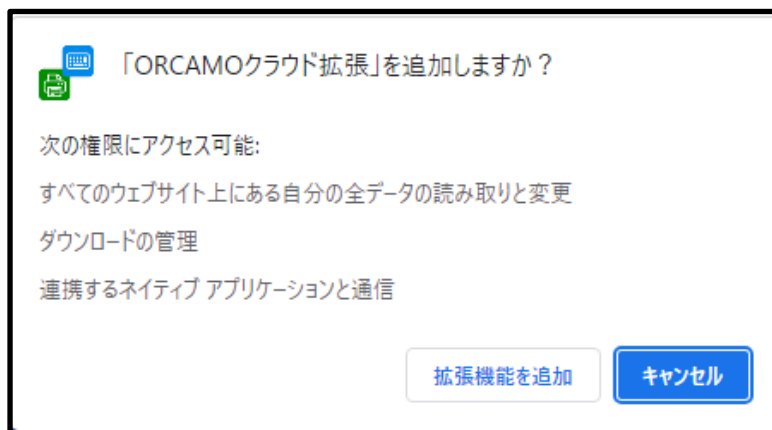 「ORCAMOクラウド拡張」を追加しますか？
次の権限にアクセス可能:
すべてのウェブサイト上にある自分の全データの読み取りと変更
ダウンロードの管理
連携するネイティブ アプリケーションと通信
拡張機能を追加
キャンセル